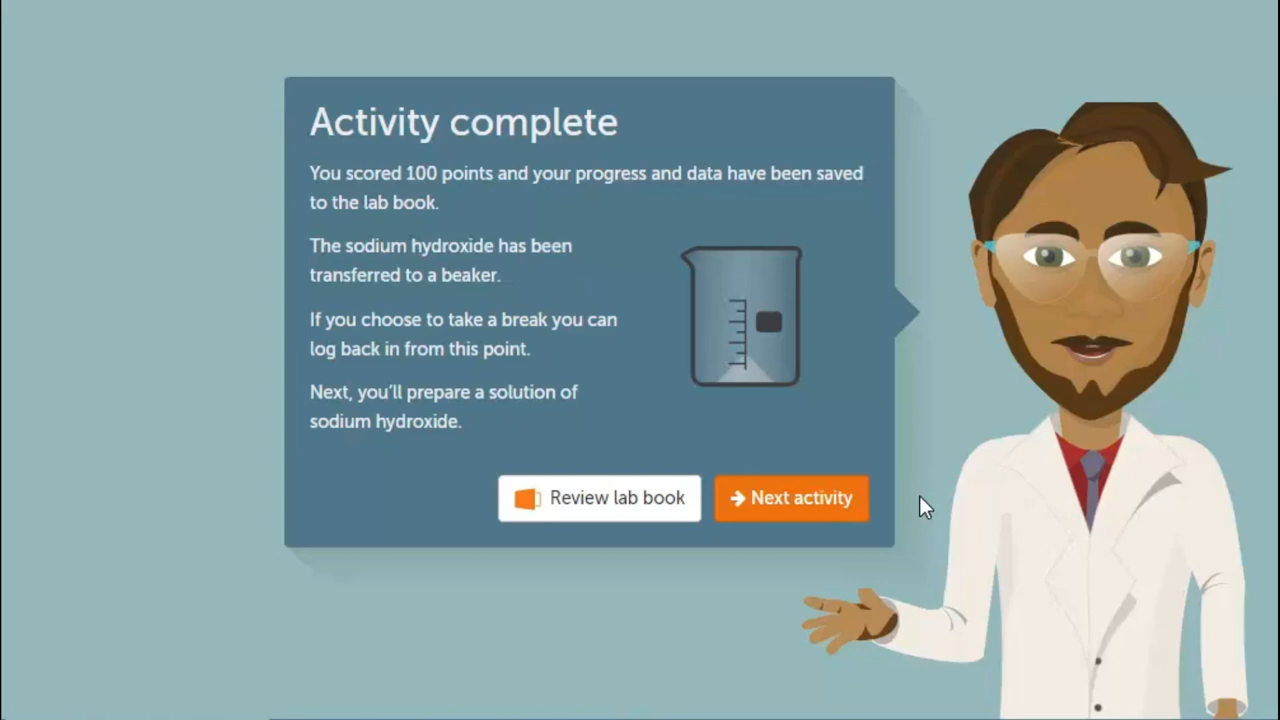 Activity complete
You scored 100 points and your progress and data have been saved
to the lab book.
The sodium hydroxide has been
transferred to a beaker.
If you choose to take a break you can
log back in from this point.
Next, you’ll prepare a solution of
sodium hydroxide.
Review lab book
Next activity